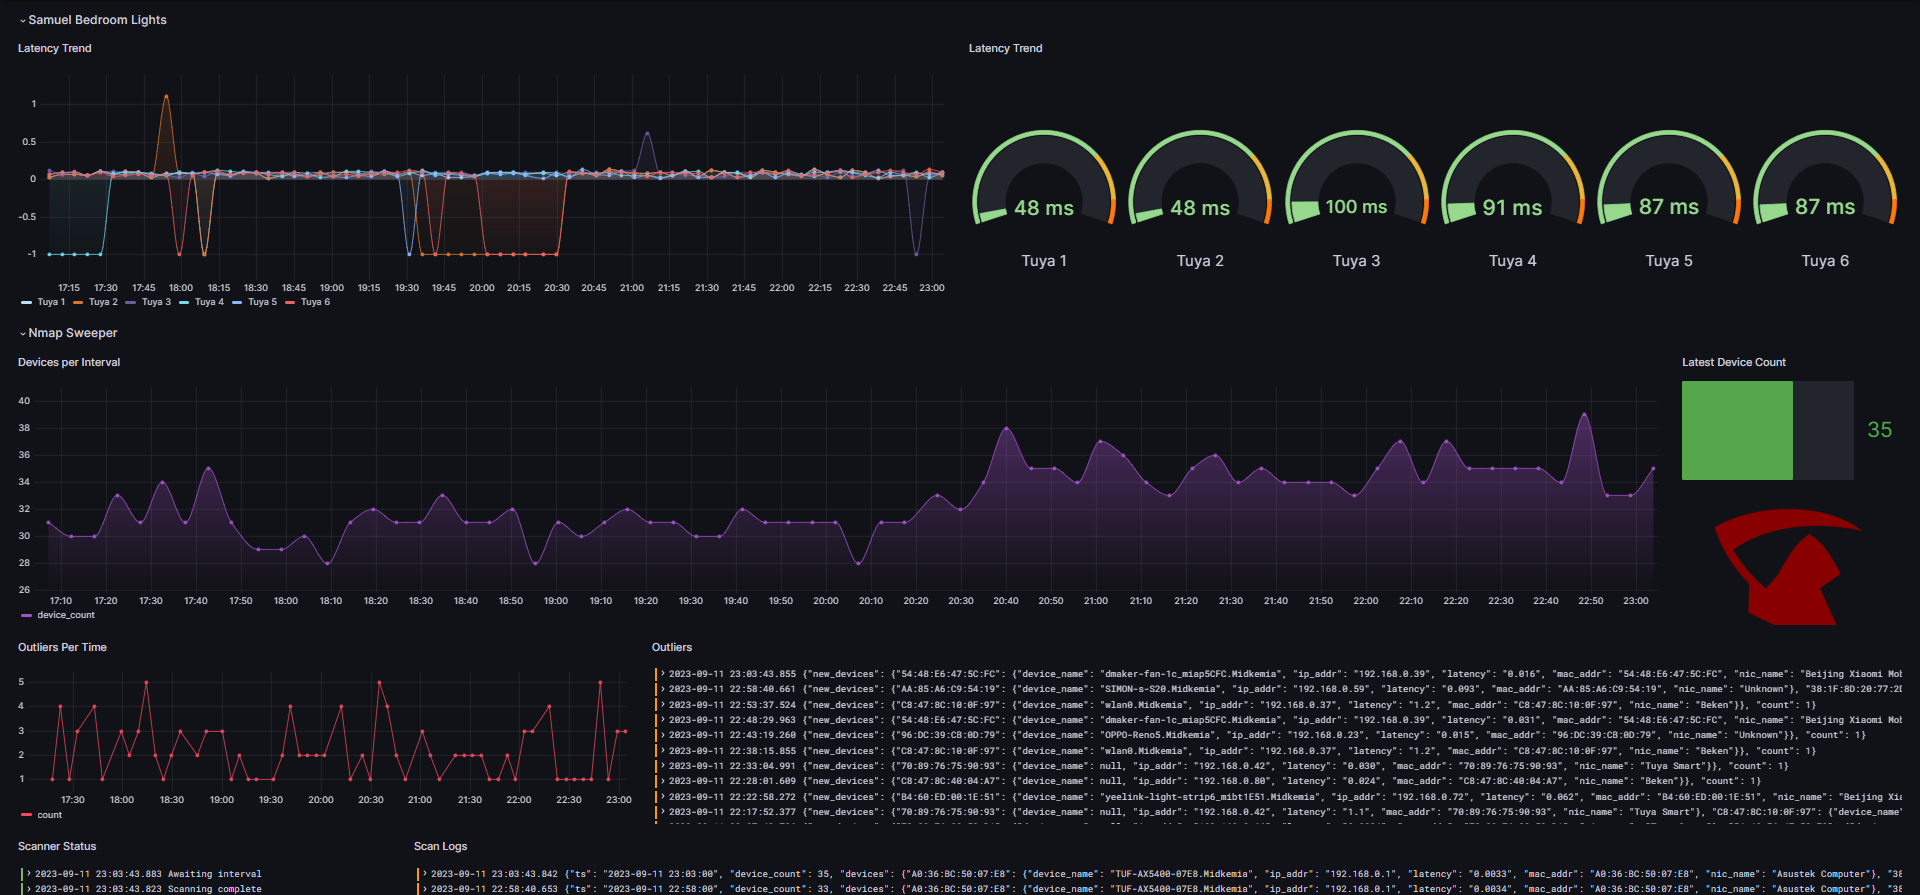 Samuel Bedroom Lights
Latency Trend
1
0.5
0
-0.5
-1
17:15 17:30 17:45 18:00 18:15 18:30 18:45 19:00 19:15 19:30 19:45 20:00 20:15 20:30 20:45 21:00 21:15 21:30 21:45 22:00 22:15 22:30 22:45 23:00
Tuya 1 Tuya 2 Tuya 3 Tuya 4 Tuya 5 Tuya 6
Latency Trend
48 ms 48 ms 100 ms 91 ms 87 ms 87 ms
Tuya 1 Tuya 2 Tuya 3 Tuya 4 Tuya 5 Tuya 6
Nmap Sweeper
Devices per Interval
40
38
36
34
32
30
28
26
17:10 17:20 17:30 17:40 17:50 18:00 18:10 18:20 18:30 18:40 18:50 19:00 19:10 19:20 19:30 19:40 19:50 20:00 20:10 20:20 20:30 20:40 20:50 21:00 21:10 21:20 21:30 21:40 21:50 22:00 22:10 22:20 22:30 22:40 22:50 23:00
device_count
Latest Device Count
35
Outliers Per Time
5
4
3
2
1
17:30 18:00 18:30 19:00 19:30 20:00 20:30 21:00 21:30 22:00 22:30 23:00
count
Outliers
2023-09-11 23:03:43.855 {"new_devices": {"54:48:E6:47:5C:FC": {"device_name": "dmaker-fan-1c_miap5CFC.Midkemia", "ip_addr": "192.168.0.39", "latency": "0.016", "mac_addr": "54:48:E6:47:5C:FC", "nic_name": "Beijing Xiaomi Mob
2023-09-11 22:58:40.661 {"new_devices": {"AA:85:A6:C9:54:19": {"device_name": "SIMON-s-S20.Midkemia", "ip_addr": "192.168.0.59", "latency": "0.093", "mac_addr": "AA:85:A6:C9:54:19", "nic_name": "Unknown"}, "38:1F:8D:20:77:2D
2023-09-11 22:53:37.524 {"new_devices": {"C4:47:8C:10:0F:97": {"device_name": "wlan0.Midkemia", "ip_addr": "192.168.0.37", "latency": "1.2", "mac_addr": "C8:47:8C:10:0F:97", "nic_name": "Beken"}}, "count": 1}
2023-09-11 22:48:29.963 {"new_devices": {"54:48:E6:47:5C:FC": {"device_name": "dmaker-fan-1c_miap5CFC.Midkemia", "ip_addr": "192.168.0.39", "latency": "0.031", "mac_addr": "54:48:E6:47:5C:FC", "nic_name": "Beijing Xiaomi Mob
2023-09-11 22:43:19.260 {"new_devices": {"96:DC:39:CB:0D:79": {"device_name": "OPPO-Reno5.Midkemia", "ip_addr": "192.168.0.23", "latency": "0.015", "mac_addr": "96:DC:39:CB:0D:79", "nic_name": "Unknown"}}, "count": 1}
2023-09-11 22:38:15.855 {"new_devices": {"C8:47:8C:10:0F:97": {"device_name": "wlan0.Midkemia", "ip_addr": "192.168.0.37", "latency": "1.2", "mac_addr": "C8:47:8C:10:0F:97", "nic_name": "Beken"}}, "count": 1}
2023-09-11 22:33:04.991 {"new_devices": {"70:89:76:75:90:93": {"device_name": null, "ip_addr": "192.168.0.42", "latency": "0.030", "mac_addr": "70:89:76:75:90:93", "nic_name": "Tuya Smart"}}, "count": 1}
2023-09-11 22:28:01.609 {"new_devices": {"C8:47:8C:40:04:A7": {"device_name": null, "ip_addr": "192.168.0.80", "latency": "0.024", "mac_addr": "C8:47:8C:40:04:A7", "nic_name": "Beken"}}, "count": 1}
2023-09-11 22:22:58.272 {"new_devices": {"B4:60:ED:00:1E:51": {"device_name": "yeelink-light-strip6_mibt1E51.Midkemia", "ip_addr": "192.168.0.72", "latency": "0.062", "mac_addr": "B4:60:ED:00:1E:51", "nic_name": "Beijing Xia
2023-09-11 22:17:52.377 {"new_devices": {"70:89:76:75:90:93": {"device_name": null, "ip_addr": "192.168.0.42", "latency": "1.1", "mac_addr": "70:89:76:75:90:93", "nic_name": "Tuya Smart"}, "C8:47:8C:10:0F:97": {"device_name"
Scanner Status
2023-09-11 23:03:43.883 Awaiting interval
2023-09-11 23:03:43.823 Scanning complete
Scan Logs
2023-09-11 23:03:43.842 {"ts": "2023-09-11 23:03:00", "device_count": 35, "devices": {"A0:36:BC:50:07:E8": {"device_name": "TUF-AX5400-07E8.Midkemia", "ip_addr": "192.168.0.1", "latency": "0.0033", "mac_addr": "A0:36:BC:50:07:E8", "nic_name": "Asustek Computer"}, "38
2023-09-11 22:58:40.653 {"ts": "2023-09-11 22:58:00", "device_count": 33, "devices": {"A0:36:BC:50:07:E8": {"device_name": "TUF-AX5400-07E8.Midkemia", "ip_addr": "192.168.0.1", "latency": "0.0034", "mac_addr": "A0:36:BC:50:07:E8", "nic_name": "Asustek Computer"}, "38